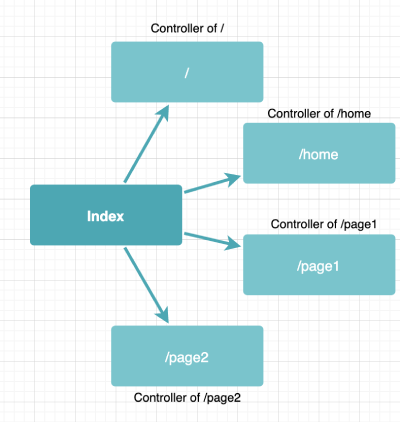 Controller of /
/
Controller of /home
/home
Index
Controller of /page1
/page1
/page2
Controller of /page2